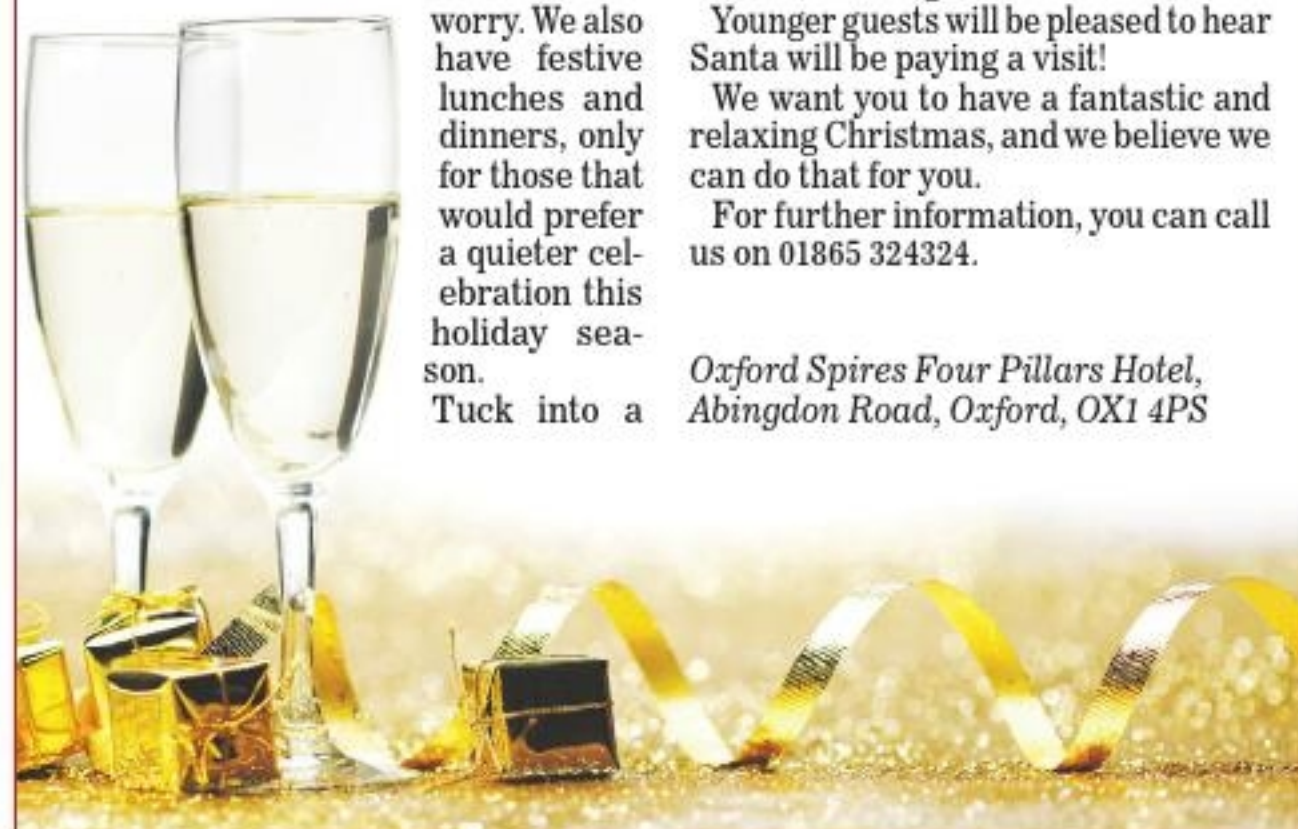 worry. We also
have festive
lunches and
dinners, only
for those that
would prefer
a quieter cel-
ebration this
holiday sea-
son.
Tuck into a
Younger guests will be pleased to hear
Santa will be paying a visit!
We want you to have a fantastic and
relaxing Christmas, and we believe we
can do that for you.
For further information, you can call
us on 01865 324324.
Oxford Spires Four Pillars Hotel,
Abingdon Road, Oxford, OX1 4PS